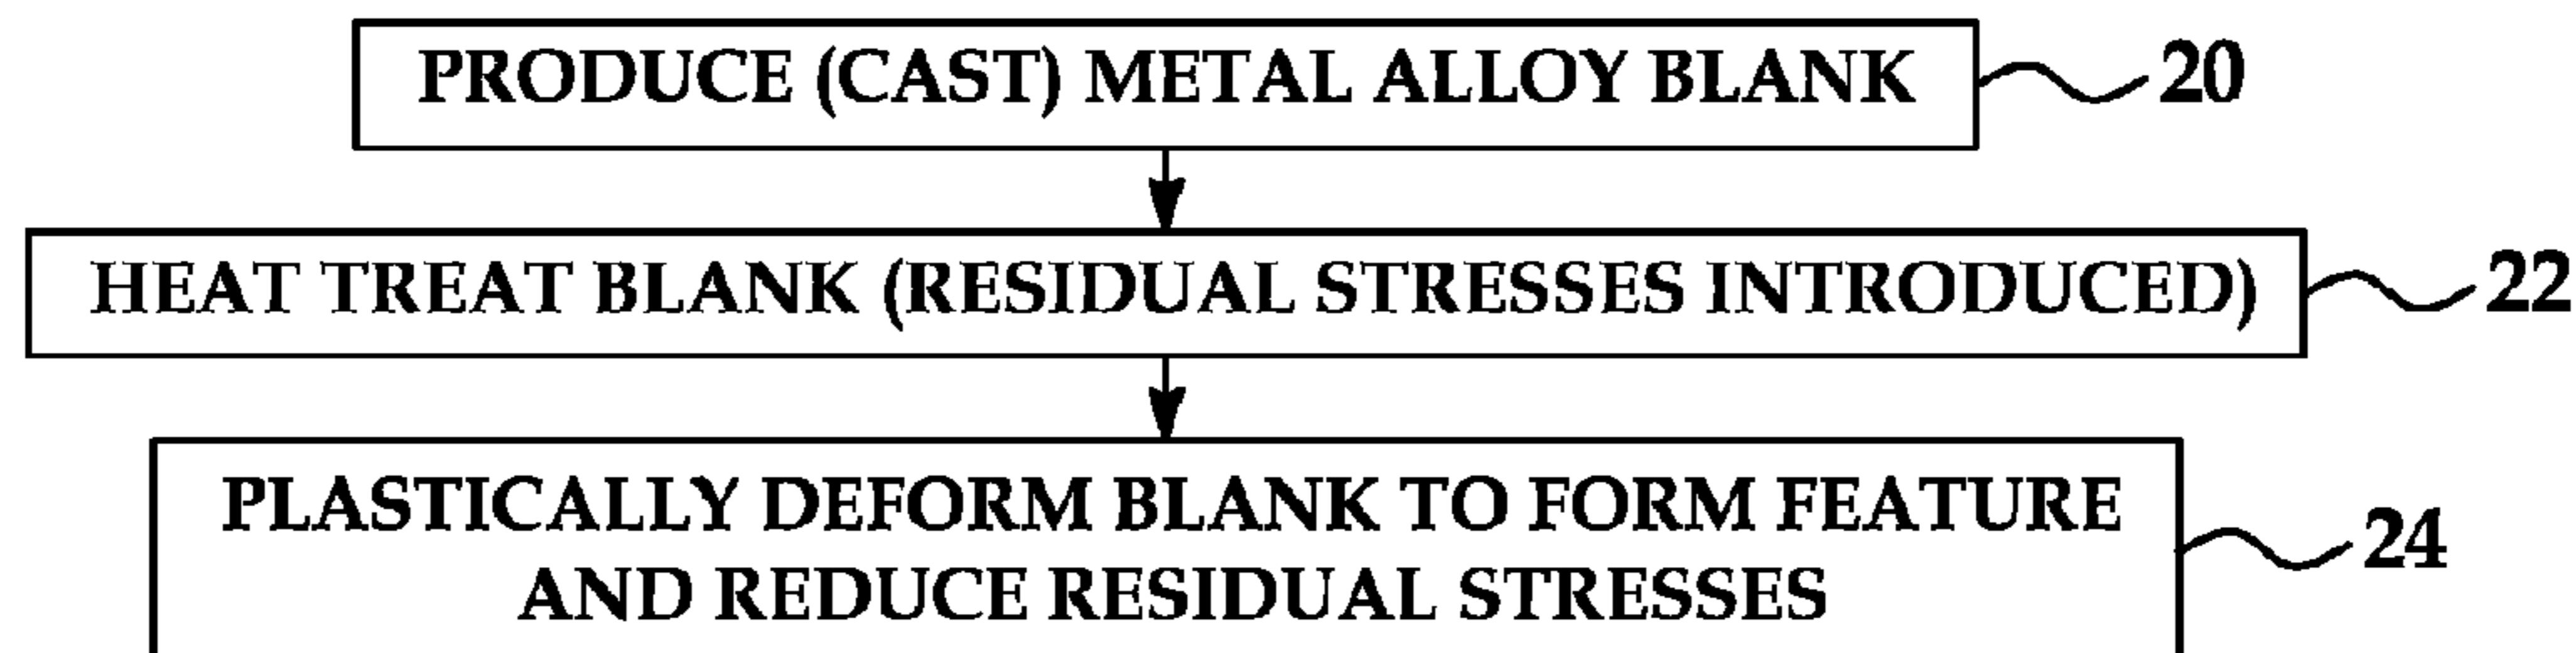 PRODUCE (CAST) METAL ALLOY BLANK 20
HEAT TREAT BLANK (RESIDUAL STRESSES INTRODUCED) 22
PLASTICALLY DEFORM BLANK TO FORM FEATURE
AND REDUCE RESIDUAL STRESSES
24